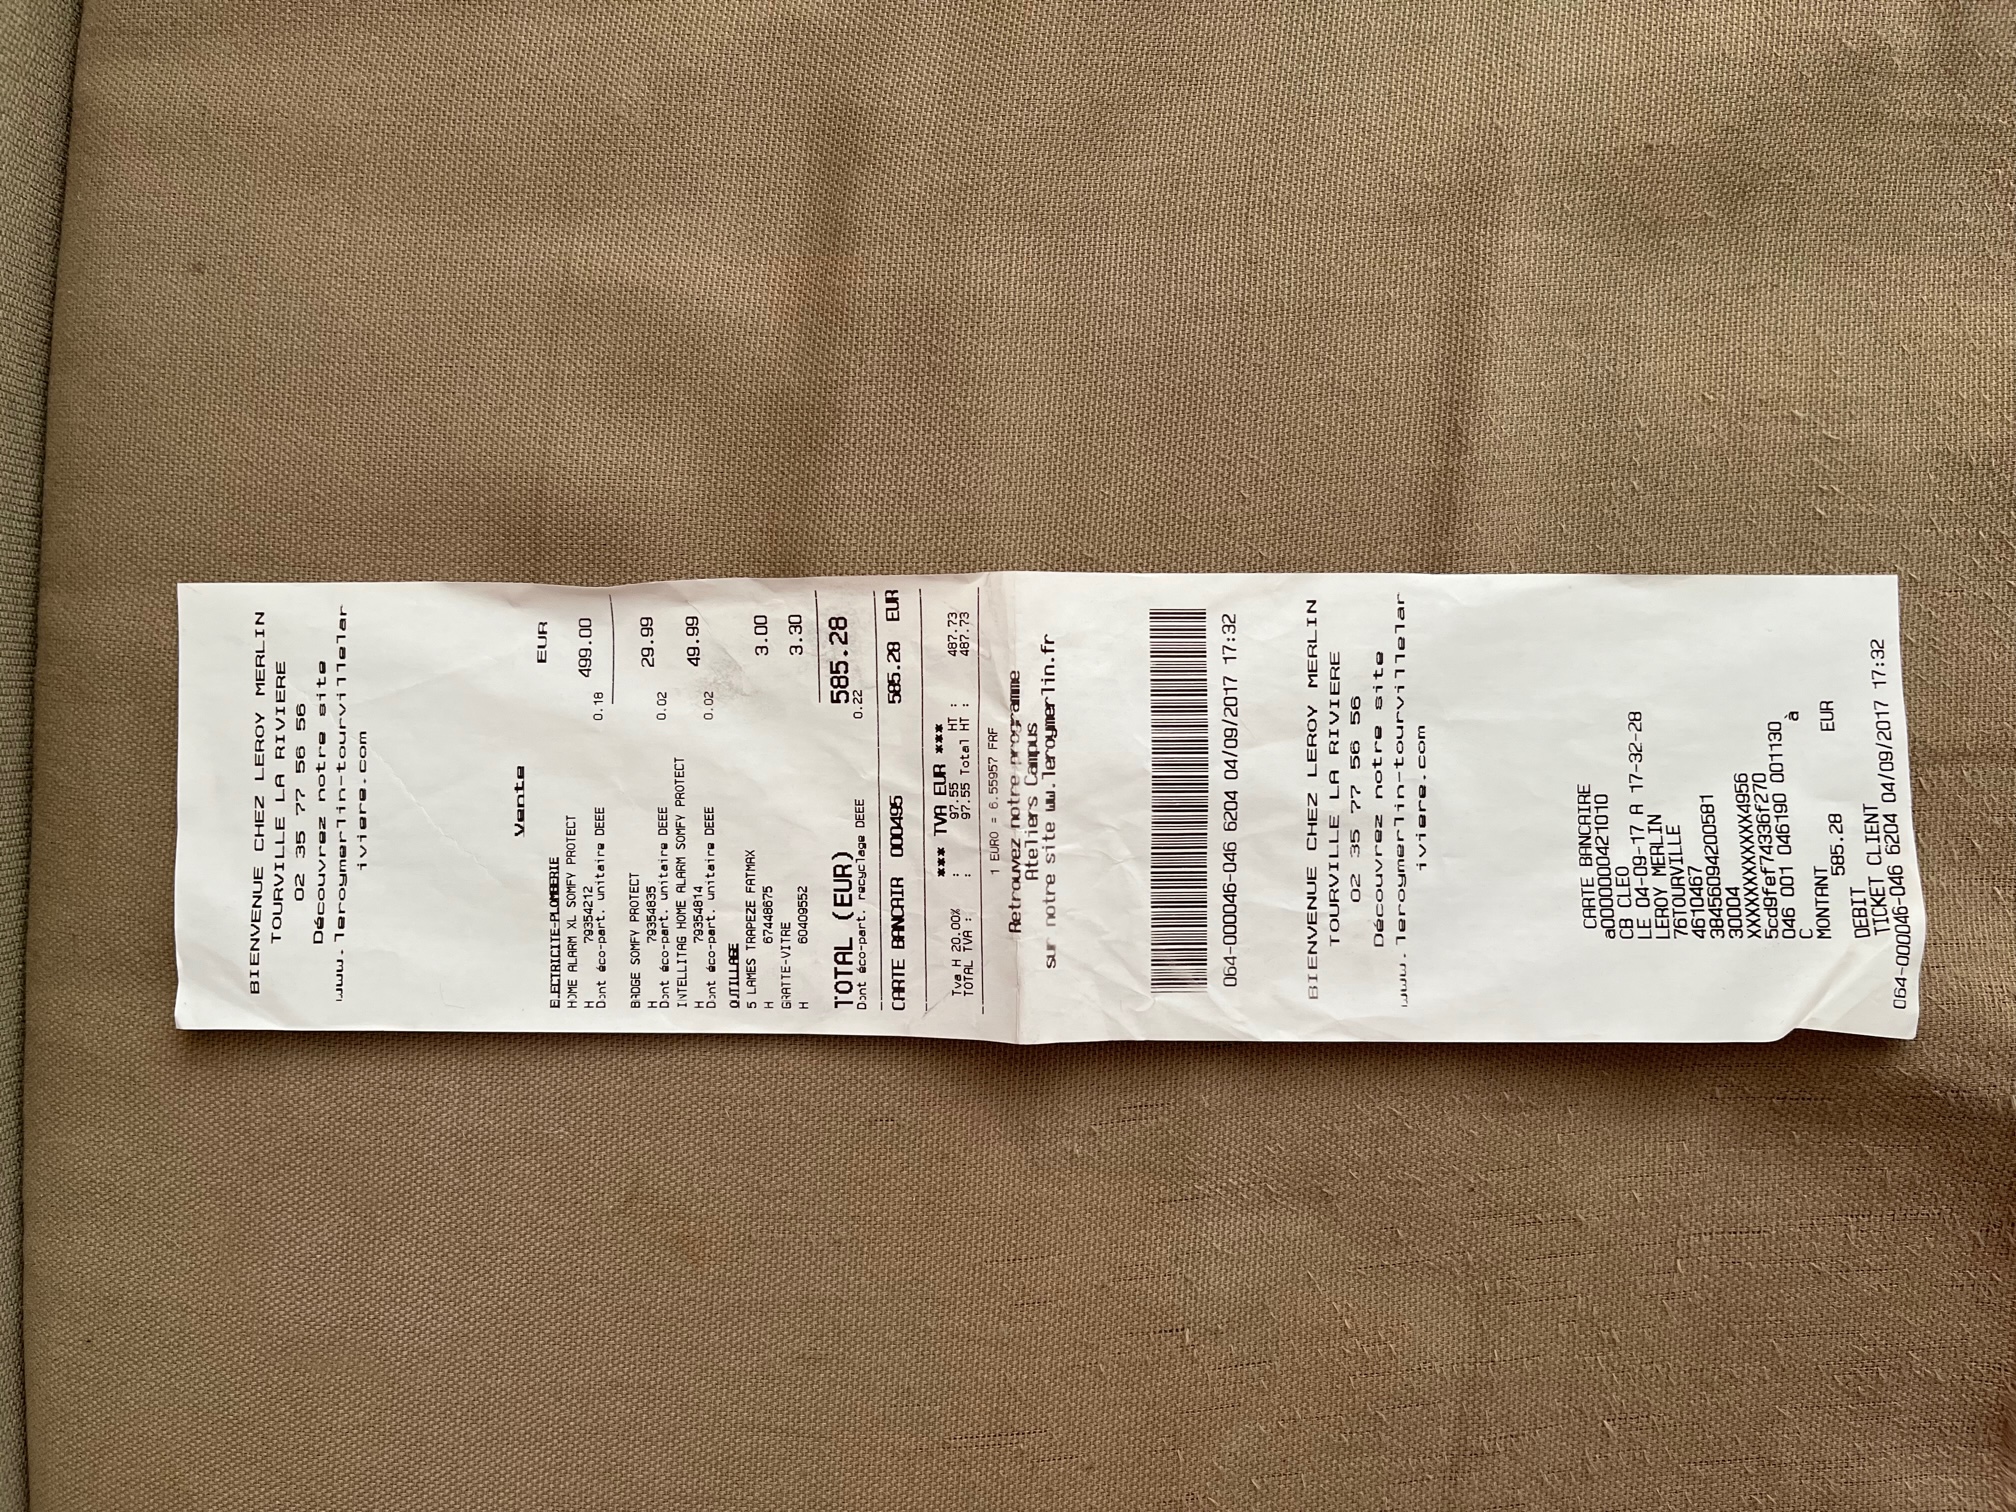 BIENVENUE CHEZ LEROY MERLIN
TOURVILLE LA RIVIERE
02 35 77 56 56
Découvrez notre site
www.leroymerlin-tourvillelar
iviere.com
Vente
EUR
ELECTRICITE-PLOMBERIE
HOME ALARM XL SOMFY PROTECT
H 79354212 499.00
Dont éco-part. unitaire DEEE 0.18
BADGE SOMFY PROTECT
H 79354835 29.99
Dont éco-part. unitaire DEEE 0.02
INTELLITAG HOME ALARM SOMFY PROTECT
H 79354814 49.99
Dont éco-part. unitaire DEEE 0.02
OUTILLAGE
5 LAMES TRAPEZE FATMAX
H 67448675 3.00
GRATTE-VITRE
H 60409552 3.30
TOTAL (EUR) 585.28
Dont éco-part. recyclage DEEE 0.22
CARTE BANCAIR 000495 585.28 EUR
*** TVA EUR ***
Tva H 20.00% : 97.55 HT : 487.73
TOTAL TVA : 97.55 Total HT : 487.73
1 EURO = 6.55957 FRF
Retrouvez notre programme
Ateliers Campus
sur notre site www.leroymerlin.fr
064-000046-046 6204 04/09/2017 17:32
BIENVENUE CHEZ LEROY MERLIN
TOURVILLE LA RIVIERE
02 35 77 56 56
Découvrez notre site
www.leroymerlin-tourvillelar
iviere.com
CARTE BANCAIRE
a0000000421010
CB CLEO
LE 04-09-17 A 17-32-28
LEROY MERLIN
76TOURVILLE
4610467
38456094200581
30004
XXXXXXXXXXXX4956
5cd9fef74336f270
046 001 046190 001130
C à
MONTANT
585.28 EUR
DEBIT
TICKET CLIENT
064-000046-046 6204 04/09/2017 17:32